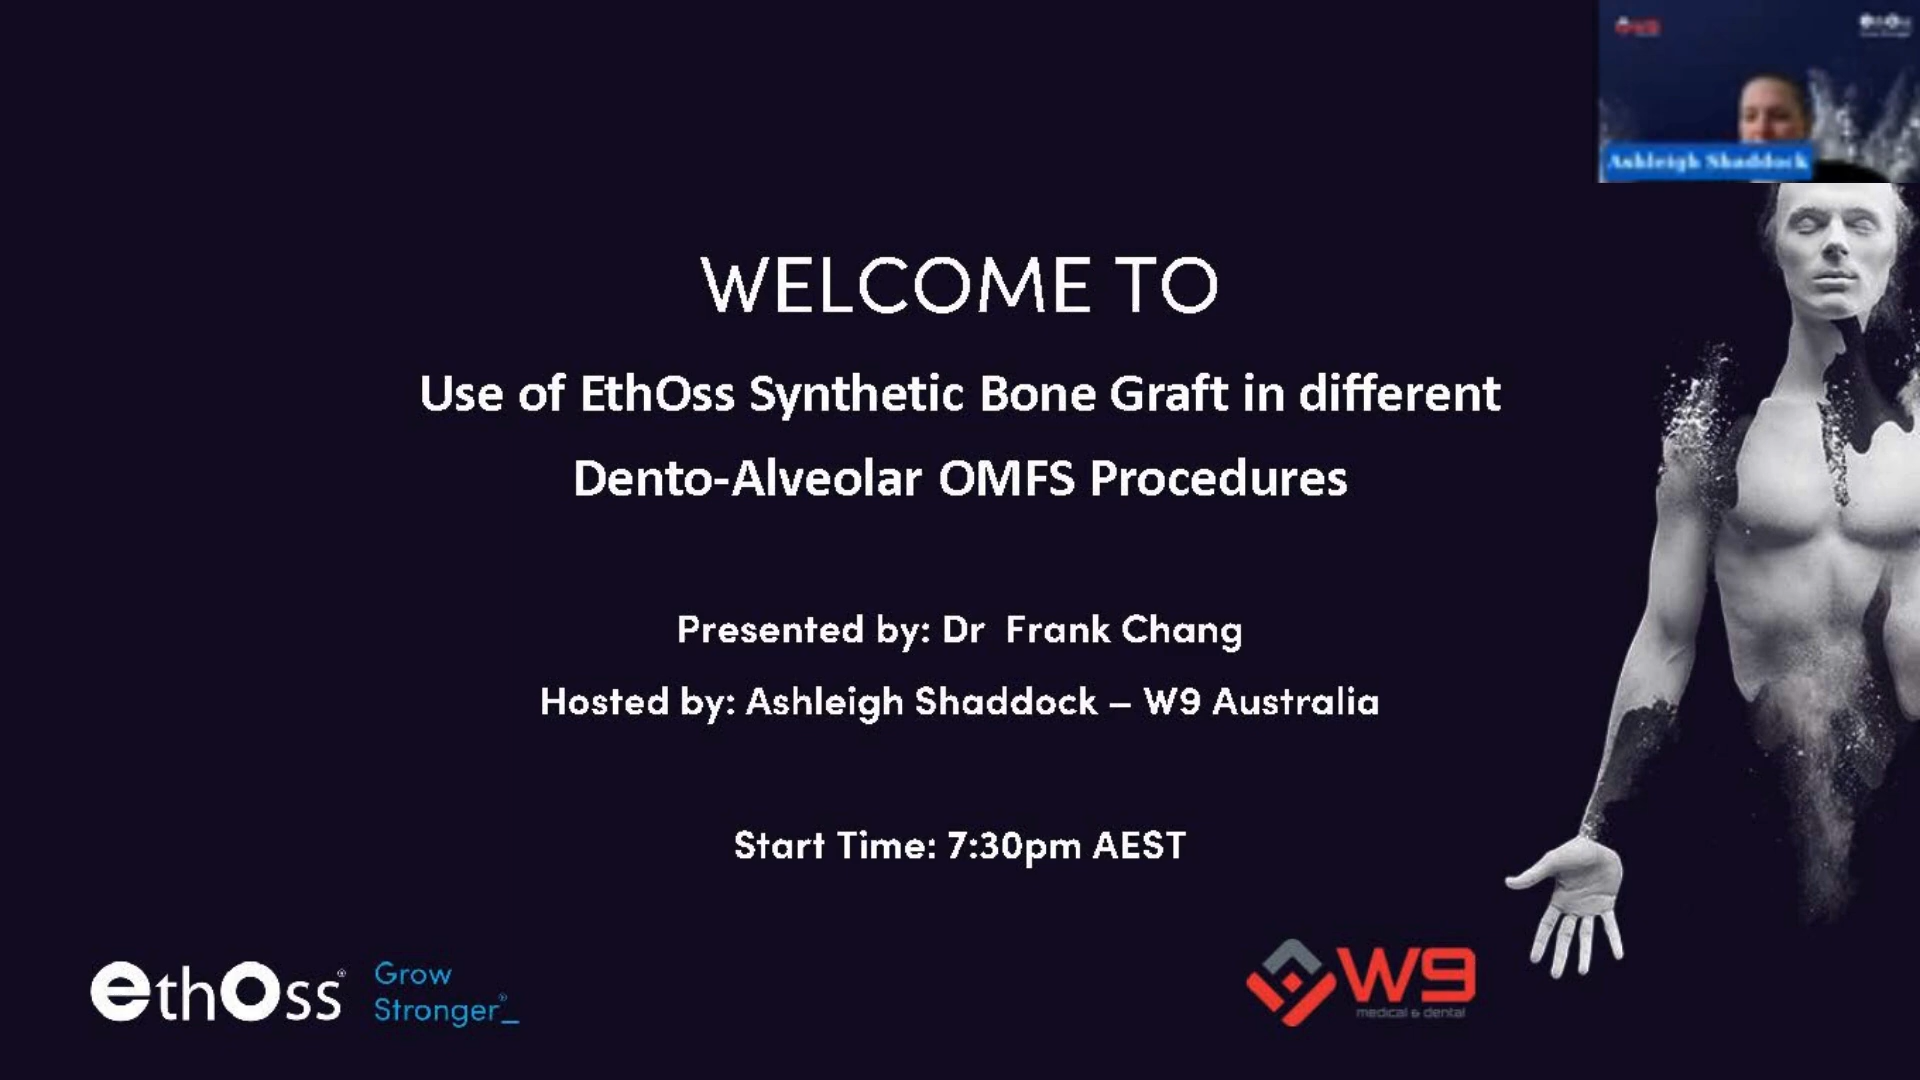 W9
Ashleigh Shaddock
WELCOME TO
Use of EthOss Synthetic Bone Graft in different
Dento-Alveolar OMFS Procedures
Presented by: Dr Frank Chang
Hosted by: Ashleigh Shaddock – W9 Australia
Start Time: 7:30pm AEST
ethOss®
Grow
Stronger®_
W9
medical & dental